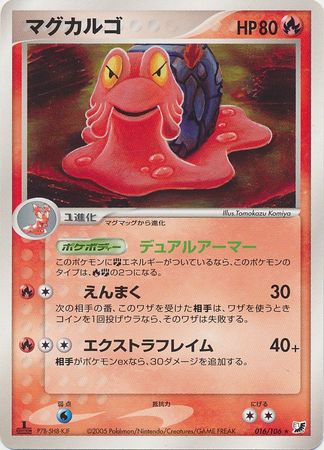 マグカルゴ HP80
Illus.Tomokazu Komiya
1進化 マグマッグから進化
ポケボディー デュアルアーマー
このポケモンに闘エネルギーがついているなら、このポケモンの
タイプは、炎闘の2つになる。
えんまく 30
次の相手の番、このワザを受けた相手は、ワザを使うとき
コインを1回投げウラなら、そのワザは失敗する。
エクストラフレイム 40+
相手がポケモンexなら、30ダメージを追加する。
弱点 抵抗力 にげる
1 P7B-SH8-KJF ©2005 Pokémon/Nintendo/Creatures/GAME FREAK 016/106 ★